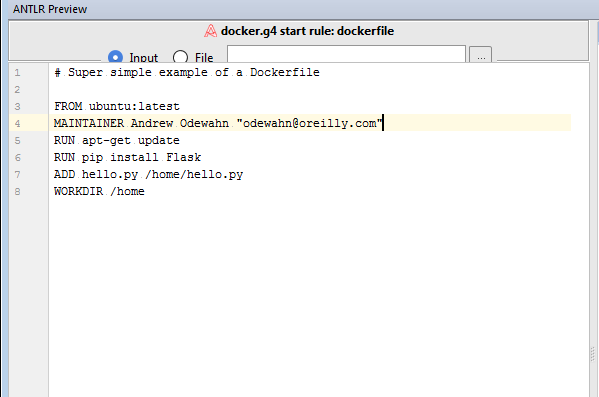 ANTLR Preview
docker.g4 start rule: dockerfile
Input File ...
1 # Super simple example of a Dockerfile
2
3 FROM ubuntu:latest
4 MAINTAINER Andrew Odewahn "odewahn@oreilly.com"
5 RUN apt-get update
6 RUN pip install Flask
7 ADD hello.py /home/hello.py
8 WORKDIR /home